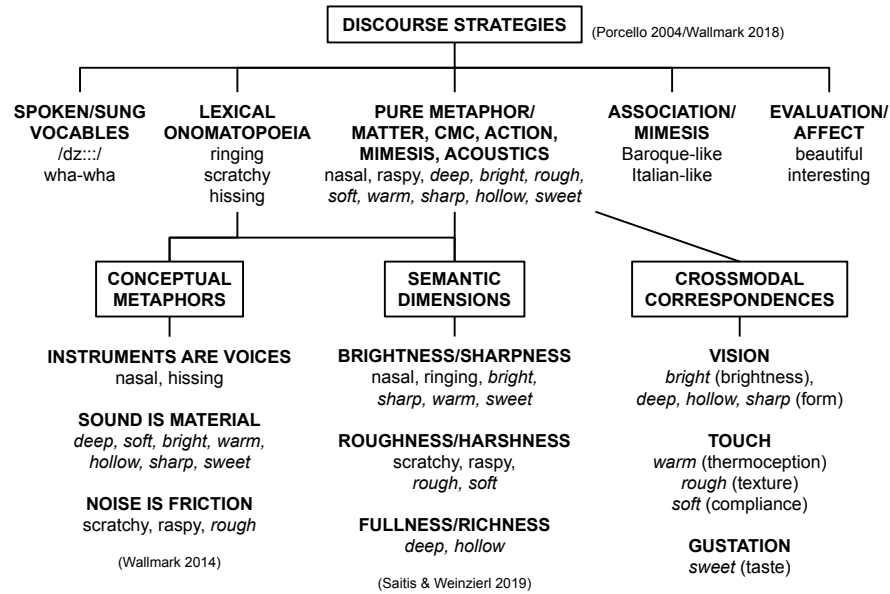 DISCOURSE STRATEGIES
(Porcello 2004/Wallmark 2018)
SPOKEN/SUNG
VOCABLES
/dz:::/
wha-wha
LEXICAL
ONOMATOPOEIA
ringing
scratchy
hissing
PURE METAPHOR/
MATTER, CMC, ACTION,
MIMESIS, ACOUSTICS
nasal, raspy, deep, bright, rough,
soft, warm, sharp, hollow, sweet
ASSOCIATION/
MIMESIS
Baroque-like
Italian-like
EVALUATION/
AFFECT
beautiful
interesting
CONCEPTUAL
METAPHORS
INSTRUMENTS ARE VOICES
nasal, hissing
SOUND IS MATERIAL
deep, soft, bright, warm,
hollow, sharp, sweet
NOISE IS FRICTION
scratchy, raspy, rough
(Wallmark 2014)
SEMANTIC
DIMENSIONS
BRIGHTNESS/SHARPNESS
nasal, ringing, bright,
sharp, warm, sweet
ROUGHNESS/HARSHNESS
scratchy, raspy,
rough, soft
FULLNESS/RICHNESS
deep, hollow
(Saitis & Weinzierl 2019)
CROSSMODAL
CORRESPONDENCES
VISION
bright (brightness),
deep, hollow, sharp (form)
TOUCH
warm (thermoception)
rough (texture)
soft (compliance)
GUSTATION
sweet (taste)